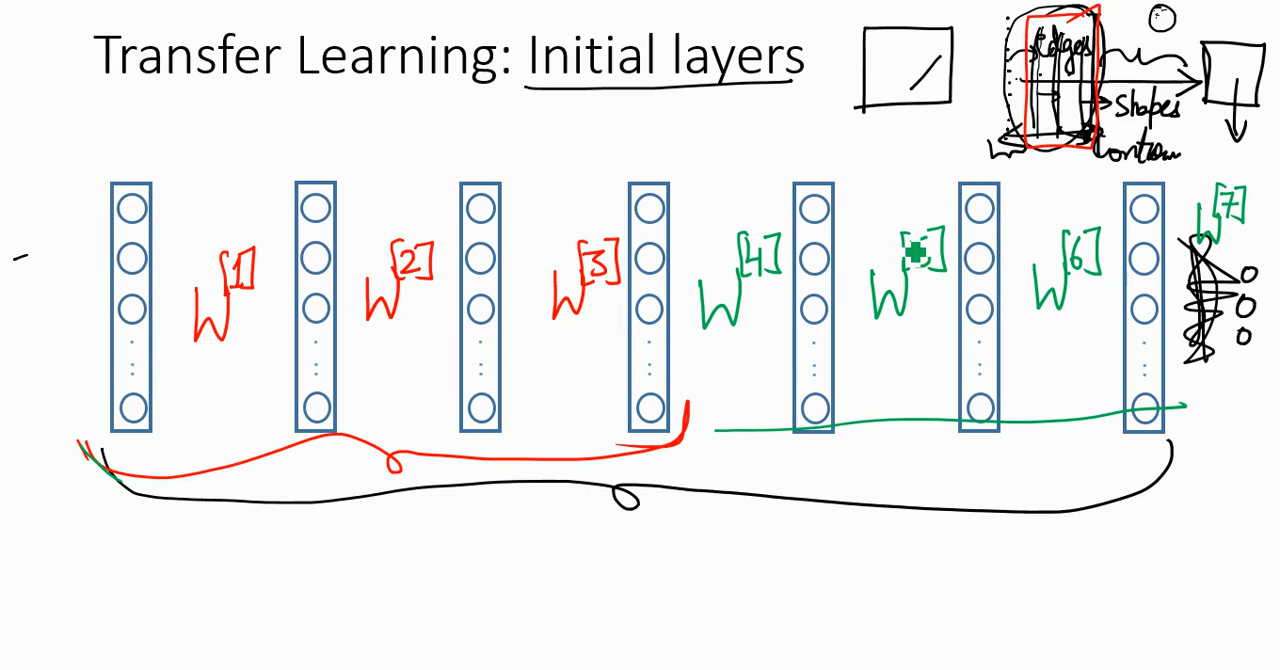 Transfer Learning: Initial layers
Edges
Shapes
W
W[7]
W[1] W[2] W[3] W[4] W[ ] W[6]